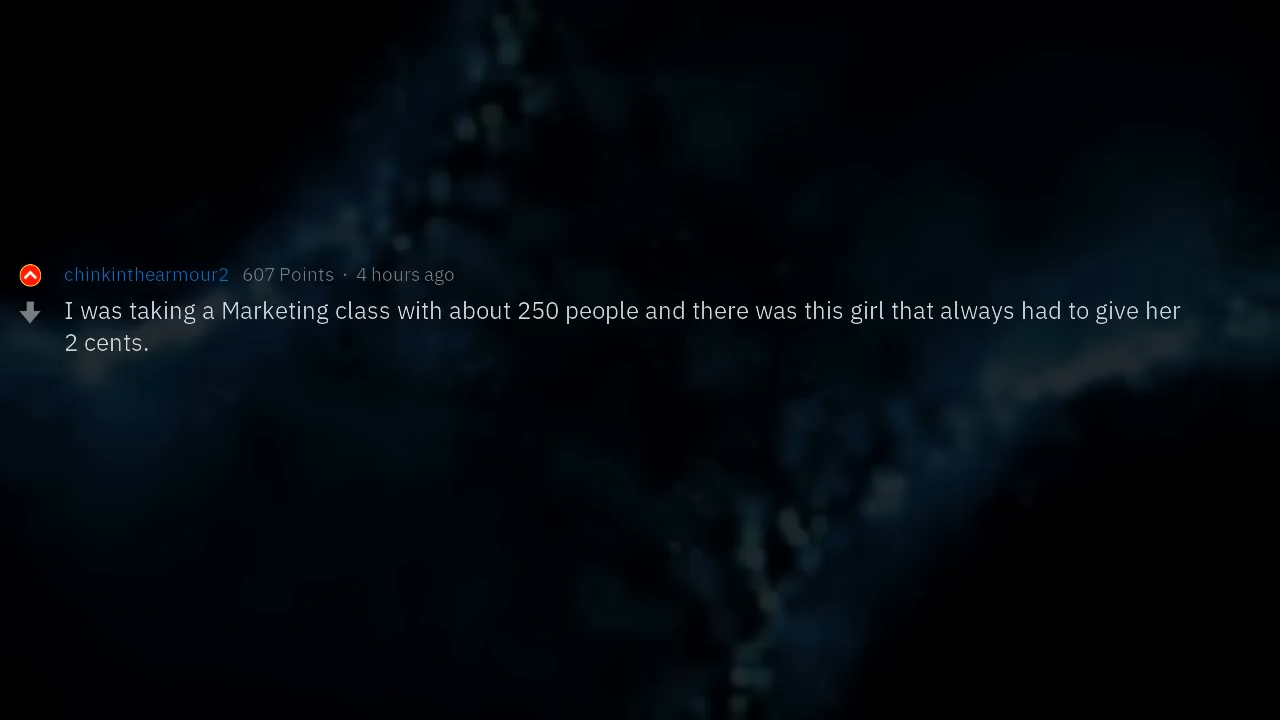 chinkinthearmour2 607 Points · 4 hours ago
I was taking a Marketing class with about 250 people and there was this girl that always had to give her
2 cents.